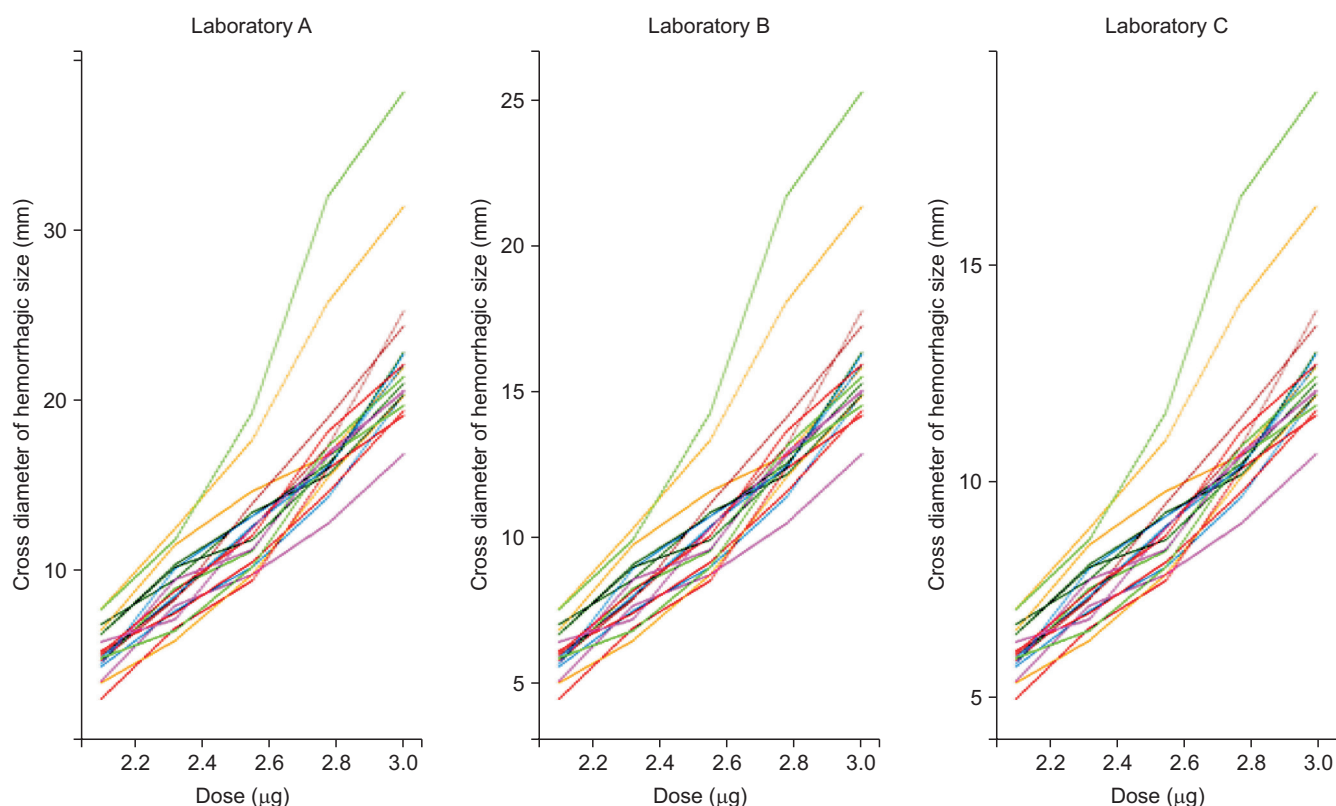 Laboratory A
Cross diameter of hemorrhagic size (mm)
30
20
10
2.2 2.4 2.6 2.8 3.0
Dose (μg)
Laboratory B
Cross diameter of hemorrhagic size (mm)
25
20
15
10
5
2.2 2.4 2.6 2.8 3.0
Dose (μg)
Laboratory C
Cross diameter of hemorrhagic size (mm)
15
10
5
2.2 2.4 2.6 2.8 3.0
Dose (μg)